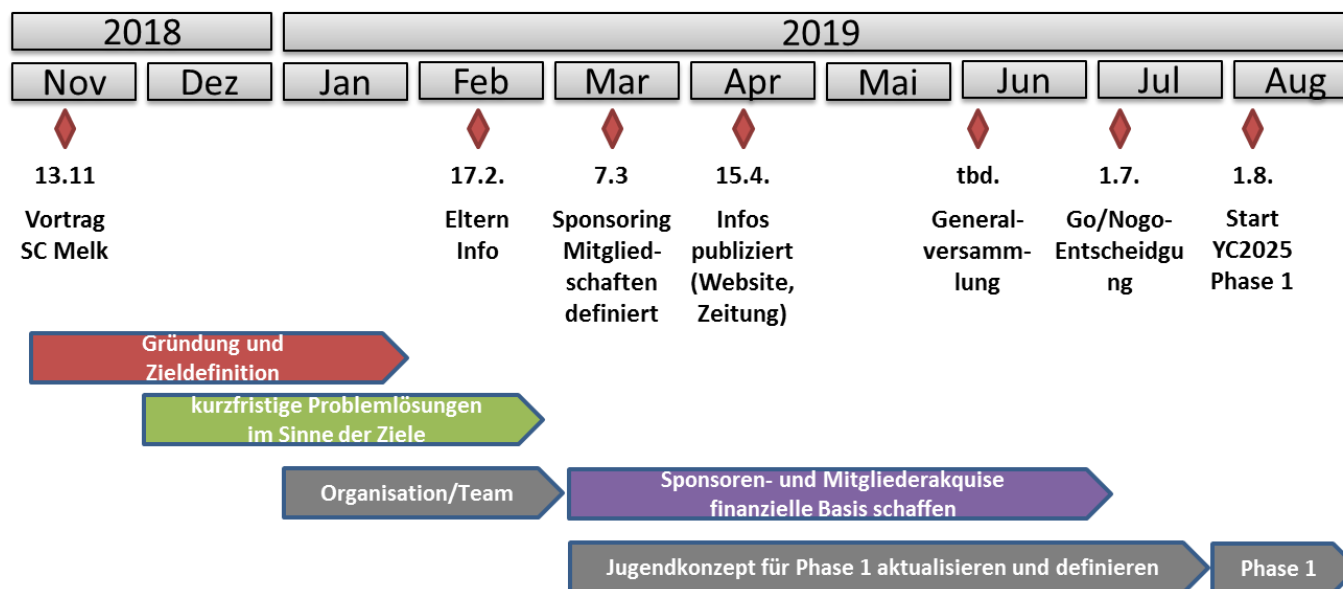 2018
2019
Nov
Dez
Jan
Feb
Mar
Apr
Mai
Jun
Jul
Aug
13.11
Vortrag
SC Melk
17.2.
Eltern
Info
7.3
Sponsoring
Mitglied-
schaften
definiert
15.4.
Infos
publiziert
(Website,
Zeitung)
tbd.
General-
versamm-
lung
1.7.
Go/Nogo-
Entscheidgu
ng
1.8.
Start
YC2025
Phase 1
Gründung und
Zieldefinition
kurzfristige Problemlösungen
im Sinne der Ziele
Organisation/Team
Sponsoren- und Mitgliederakquise
finanzielle Basis schaffen
Jugendkonzept für Phase 1 aktualisieren und definieren
Phase 1